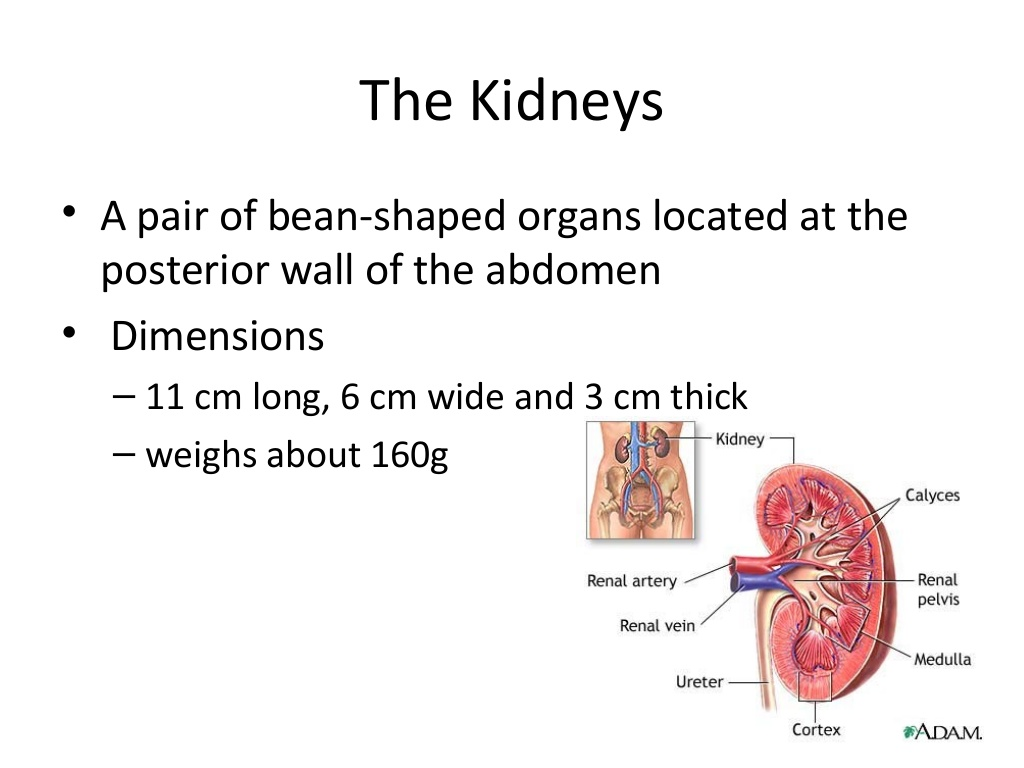 The Kidneys
• A pair of bean-shaped organs located at the
posterior wall of the abdomen
• Dimensions
– 11 cm long, 6 cm wide and 3 cm thick
– weighs about 160g
Kidney
Calyces
Renal artery
Renal
pelvis
Renal vein
Medulla
Ureter
Cortex
ADAM.